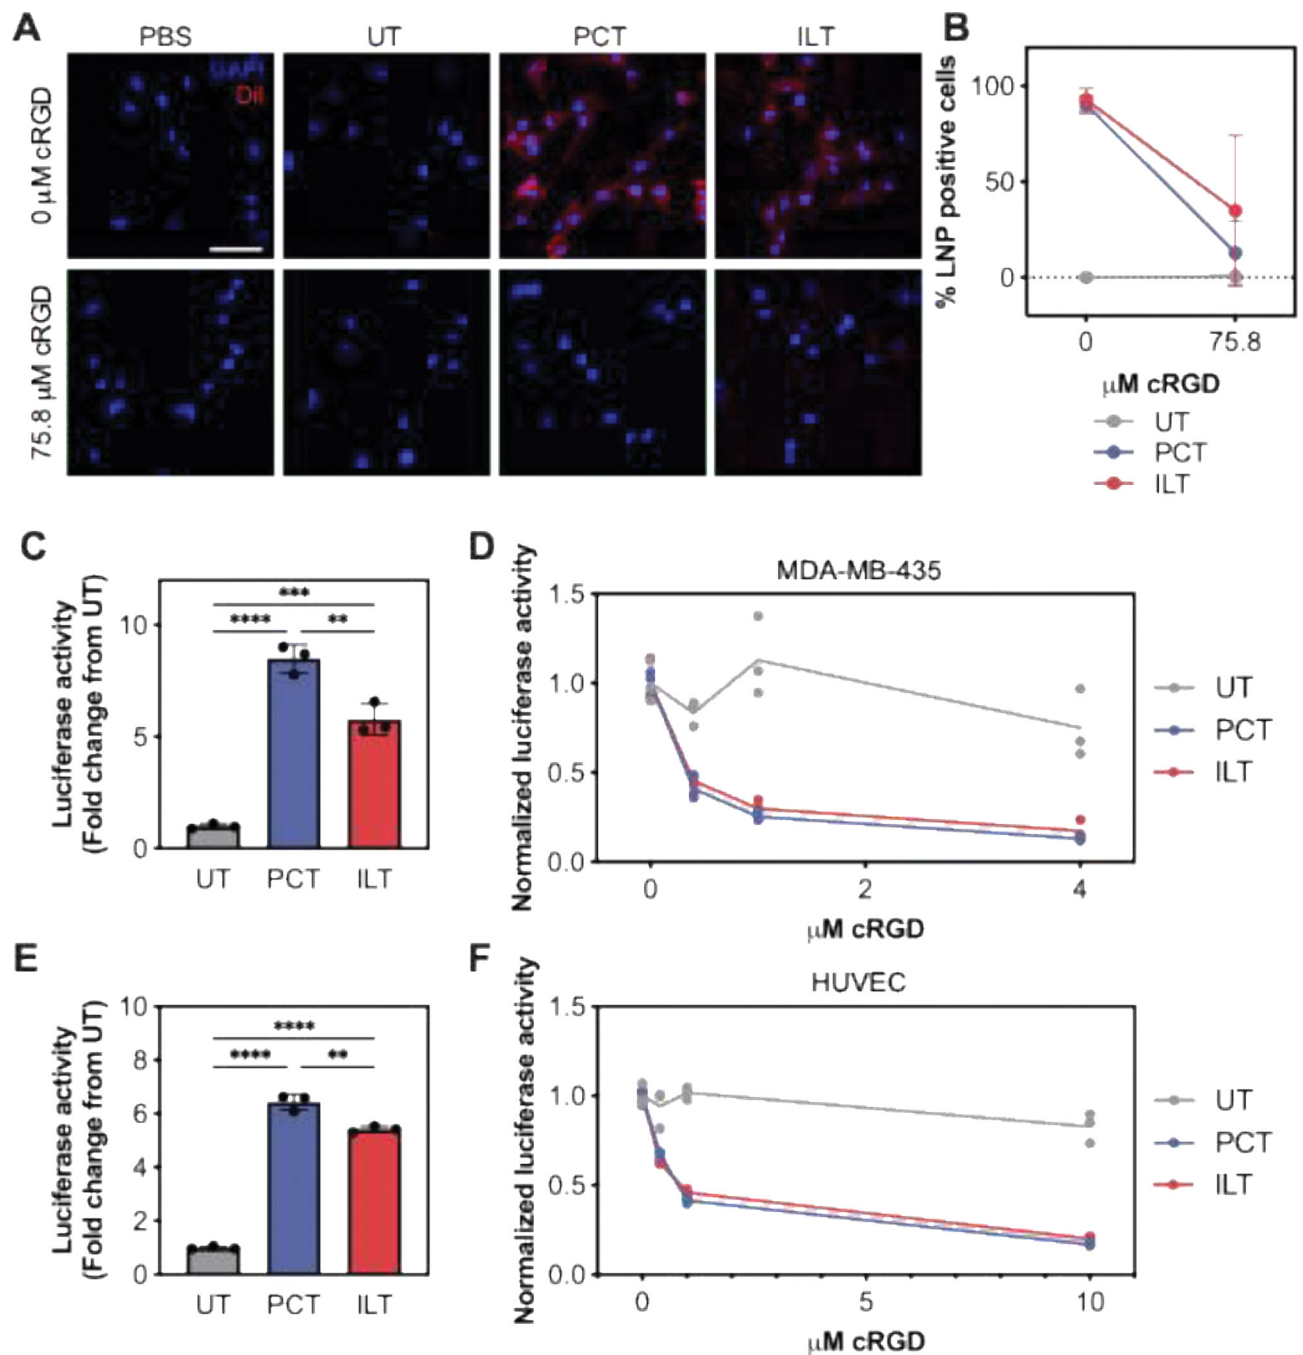 A
PBS
UT
PCT
ILT
0 μM cRGD
DAPI
DiI
75.8 μM cRGD
B
% LNP positive cells
100
50
0
0
75.8
μM cRGD
UT
PCT
ILT
C
Luciferase activity
(Fold change from UT)
10
5
0
***
****
**
UT
PCT
ILT
D
MDA-MB-435
Normalized luciferase activity
1.5
1.0
0.5
0.0
0
2
4
μM cRGD
UT
PCT
ILT
E
Luciferase activity
(Fold change from UT)
10
8
6
4
2
0
****
****
**
UT
PCT
ILT
F
HUVEC
Normalized luciferase activity
1.5
1.0
0.5
0.0
0
5
10
μM cRGD
UT
PCT
ILT